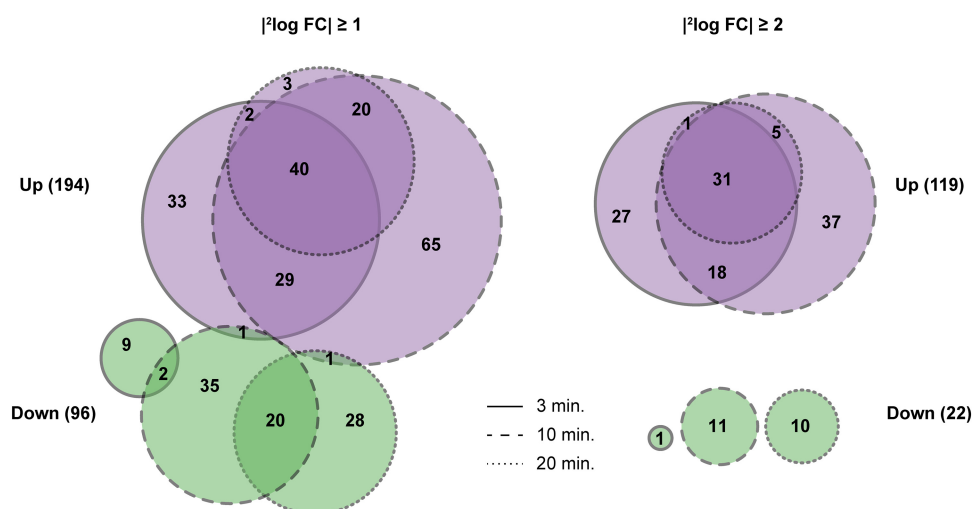 |²log FC| ≥ 1
|²log FC| ≥ 2
3
2
20
1
5
40
31
Up (194)
Up (119)
33
27
37
65
29
18
1
9
1
2
35
3 min.
Down (96)
20
28
10 min.
1
11
10
Down (22)
20 min.